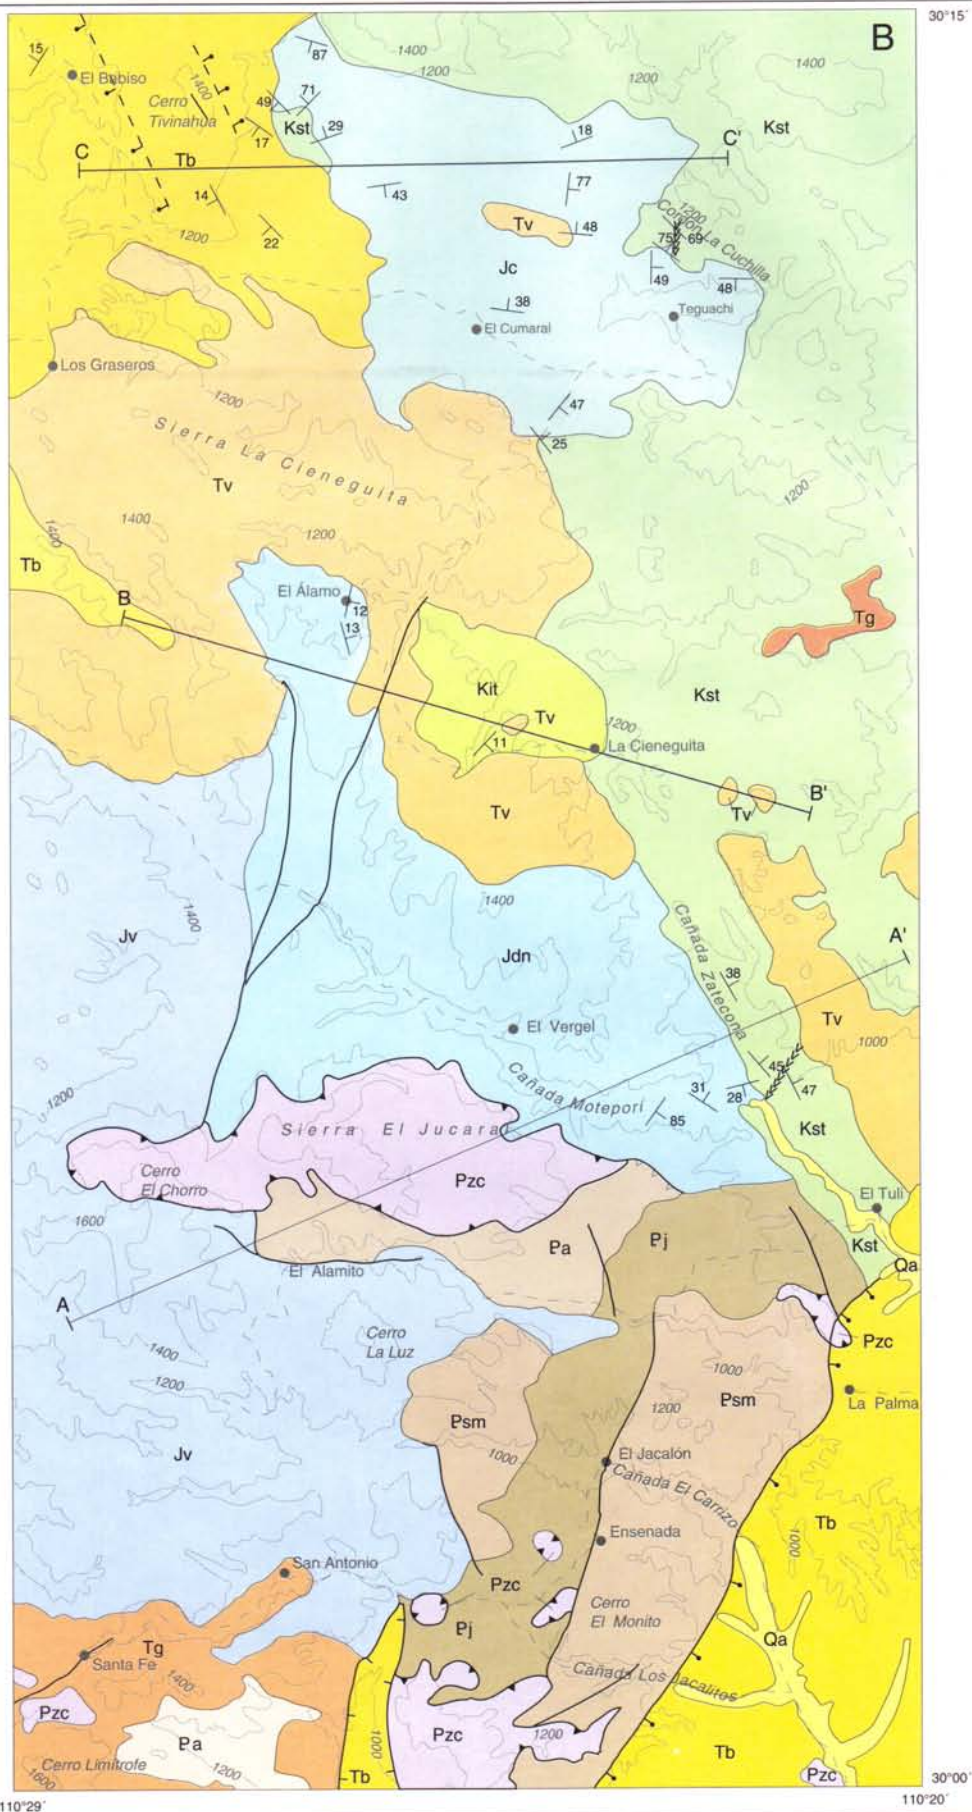 30°15´
B
15
El Babiso
87
1400
1200
1200
1400
Cerro
Tivinahua
1400
49
71
Kst
29
17
18
Kst
C
Tb
C'
14
43
77
1200
Cordón La Cuchilla
Tv
48
75
69
1200
22
Jc
49
48
38
El Cumaral
Teguachi
Los Graseros
1200
47
Sierra La Cieneguita
25
Tv
1200
1400
1200
1400
Tb
El Álamo
B
12
13
Tg
Kit
Kst
Tv
1200
11
La Cieneguita
B'
Tv
Tv
1400
1400
Jv
Cañada Zatecona
A'
Jdn
38
El Vergel
Tv
1000
45
Cañada Motepori
31
28
47
1200
85
Sierra El Jucaral
Kst
Cerro
El Chorro
Pzc
El Tuli
1600
Pa
Pj
Kst
Qa
El Alamito
A
Cerro
La Luz
Pzc
1400
1200
1000
Psm
La Palma
Psm
1200
Jv
1000
El Jacalón
Cañada El Carrizo
Tb
Ensenada
1000
San Antonio
Pzc
Cerro
El Monito
Pj
Qa
Tg
Santa Fe
Cañada Los Jacalitos
1400
Pzc
Pa
Pzc
1200
1000
Tb
Cerro Limítrofe
1200
1600
Tb
Pzc
30°00´
110°29´
110°20´